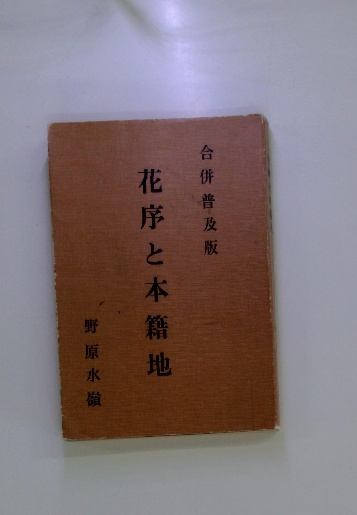 合併普及版
花序と本籍地
野原水嶺